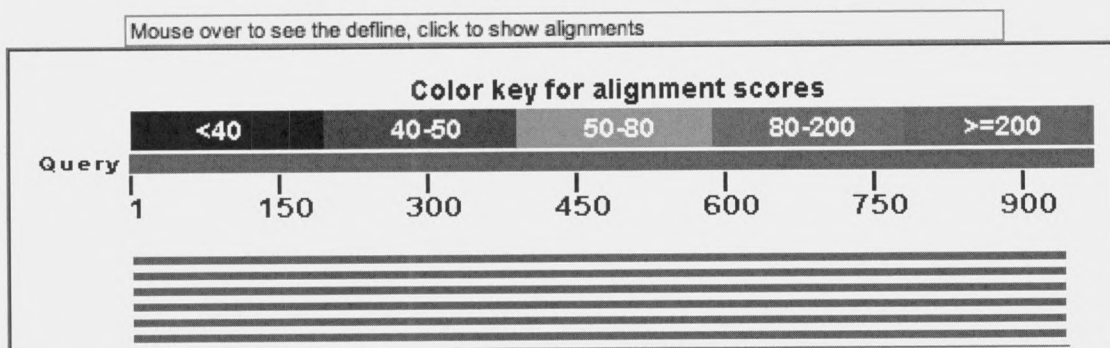 Mouse over to see the defline, click to show alignments
Color key for alignment scores
<40 40-50 50-80 80-200 >=200
Query
1 150 300 450 600 750 900